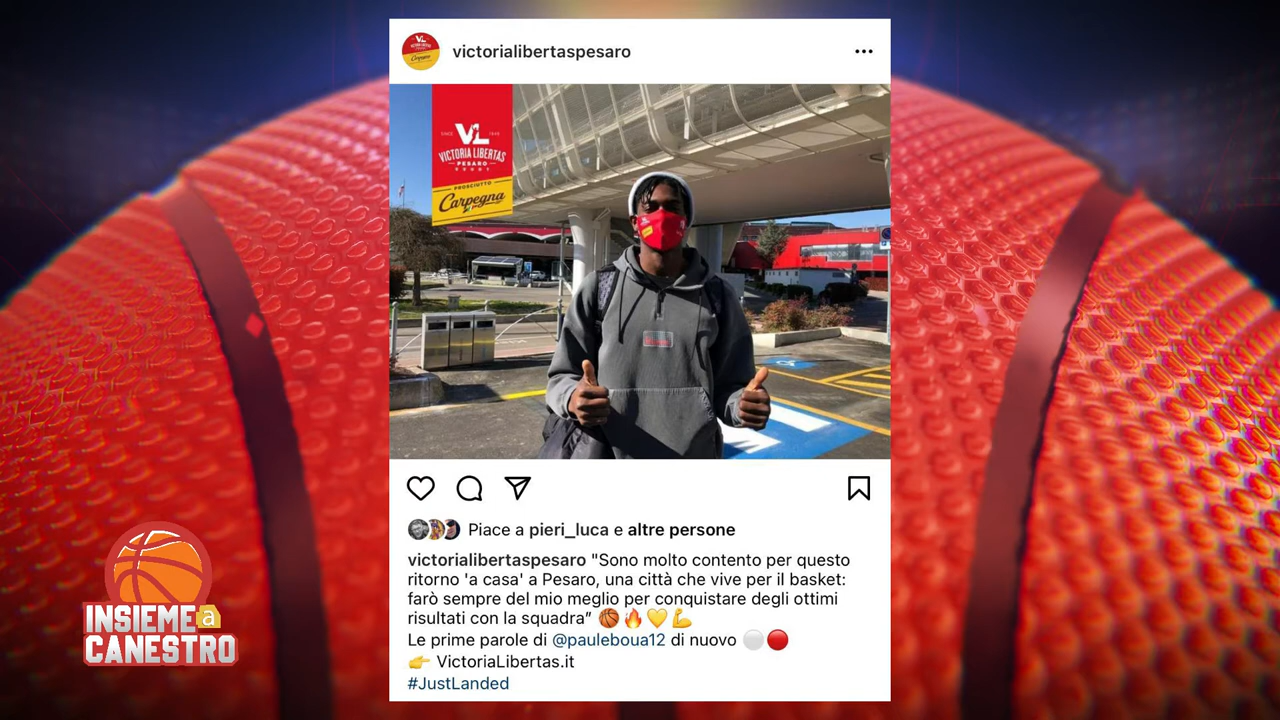 victorialibertaspesaro
SINCE VL 1946
VICTORIA LIBERTAS
PESARO
PROSCIUTTO
Carpegna
Piace a pieri_luca e altre persone
victorialibertaspesaro "Sono molto contento per questo
ritorno 'a casa' a Pesaro, una città che vive per il basket:
farò sempre del mio meglio per conquistare degli ottimi
risultati con la squadra” 🏀🔥💛💪
Le prime parole di @pauleboua12 di nuovo ⚪🔴
👉 VictoriaLibertas.it
#JustLanded
INSIEME a
CANESTRO